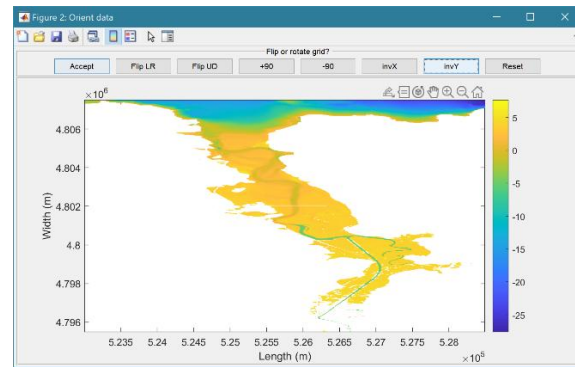 Figure 2: Orient data
Flip or rotate grid?
Accept Flip LR Flip UD +90 -90 invX invY Reset
×10⁶
4.806
4.804
4.802
4.8
4.798
4.796
Width (m)
5.235 5.24 5.245 5.25 5.255 5.26 5.265 5.27 5.275 5.28
Length (m)
×10⁵
5
0
-5
-10
-15
-20
-25